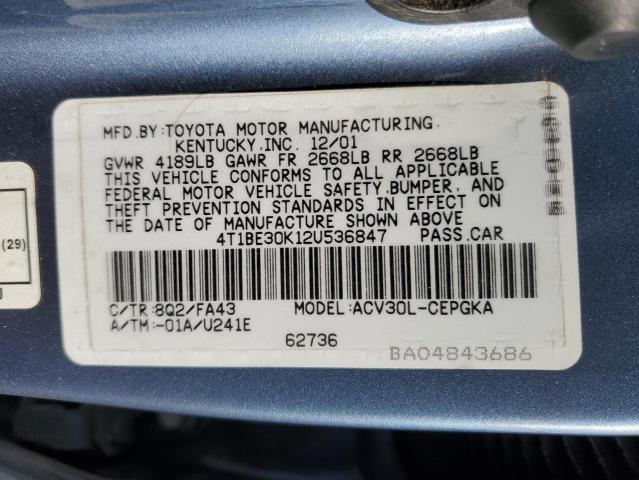 MFD.BY:TOYOTA MOTOR MANUFACTURING.
KENTUCKY.INC. 12/01
GVWR 4189LB GAWR FR 2668LB RR 2668LB
THIS VEHICLE CONFORMS TO ALL APPLICABLE
FEDERAL MOTOR VEHICLE SAFETY,BUMPER, AND
THEFT PREVENTION STANDARDS IN EFFECT ON
THE DATE OF MANUFACTURE SHOWN ABOVE
4T1BE30K12U536847 PASS.CAR
C/TR:8Q2/FA43 MODEL:ACV30L-CEPGKA
A/TM:-01A/U241E
62736
BA04843686
(29)